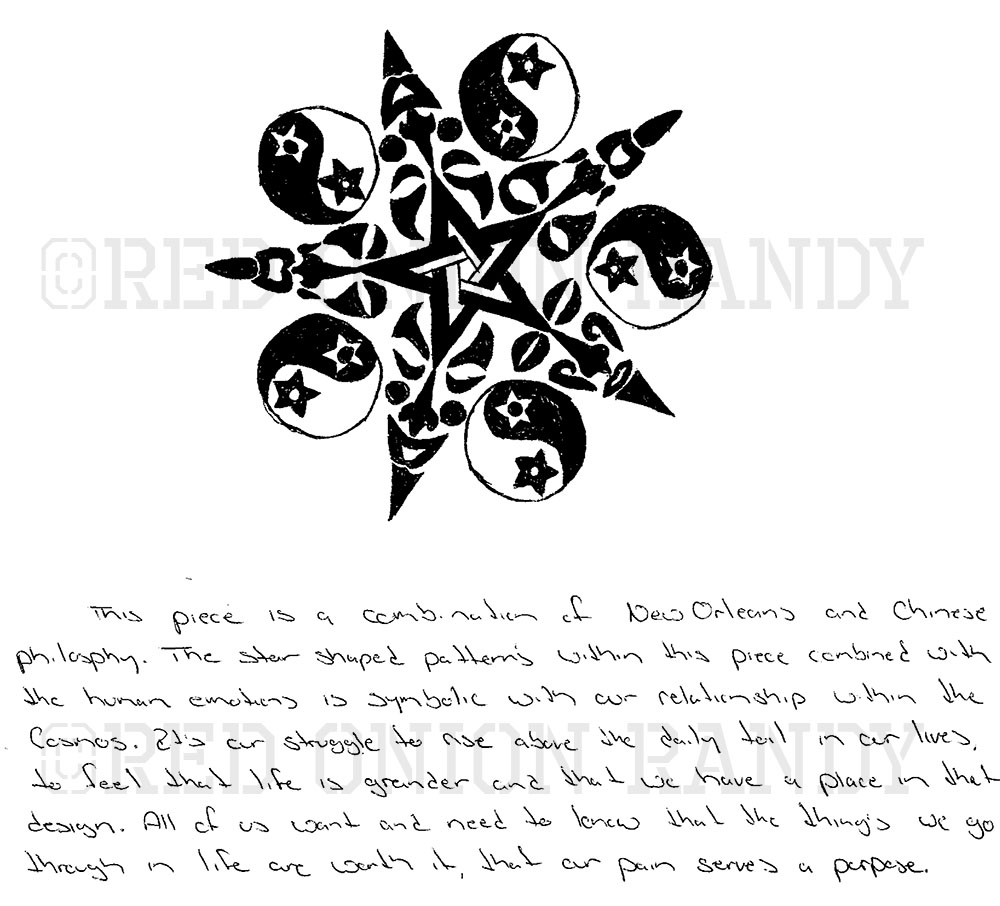 ©RED ONION RANDY
This piece is a combination of New Orleans and Chinese
philosphy. The star shaped pattern's within this piece combined with
the human emotions is symbolic with our relationship within the
Cosmos. It's our struggle to rise above the daily toil in our lives,
©RED ONION RANDY
to feel that life is grander and that we have a place in that
design. All of us want and need to know that the thing's we go
through in life are worth it, that our pain serves a porpose.